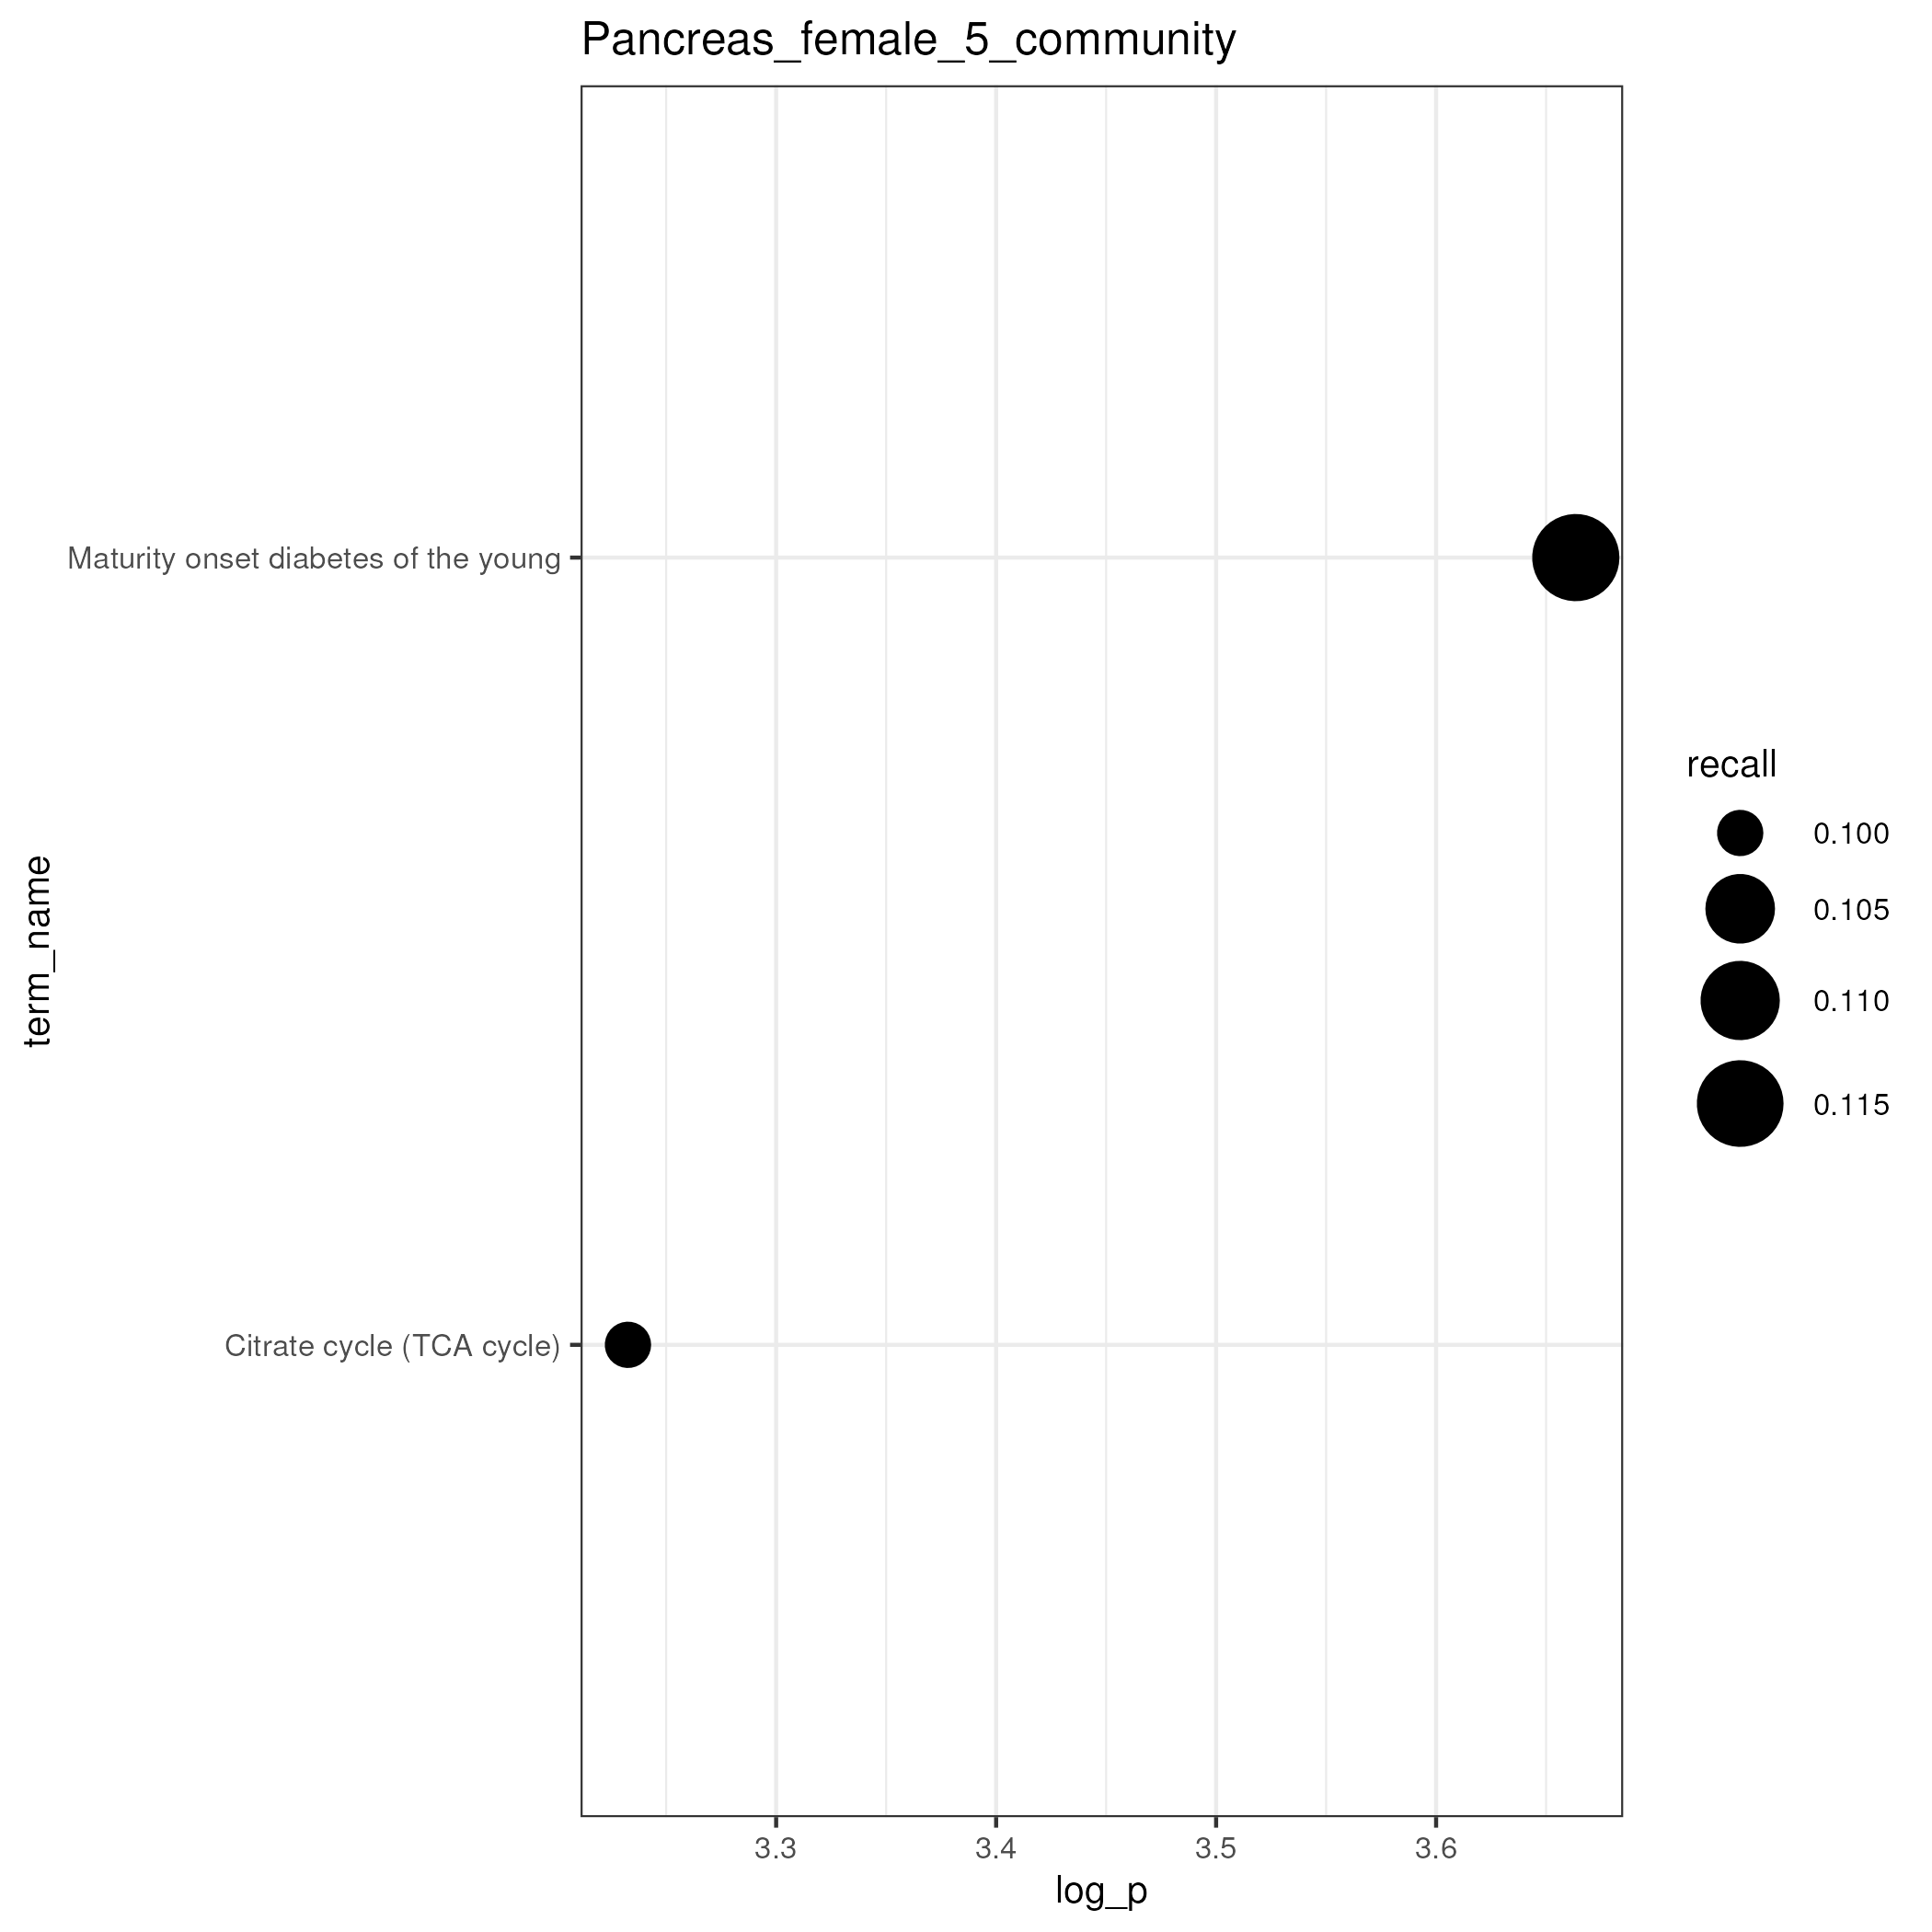 Pancreas_female_5_community
term_name
Maturity onset diabetes of the young
Citrate cycle (TCA cycle)
3.3 3.4 3.5 3.6
log_p
recall
0.100
0.105
0.110
0.115